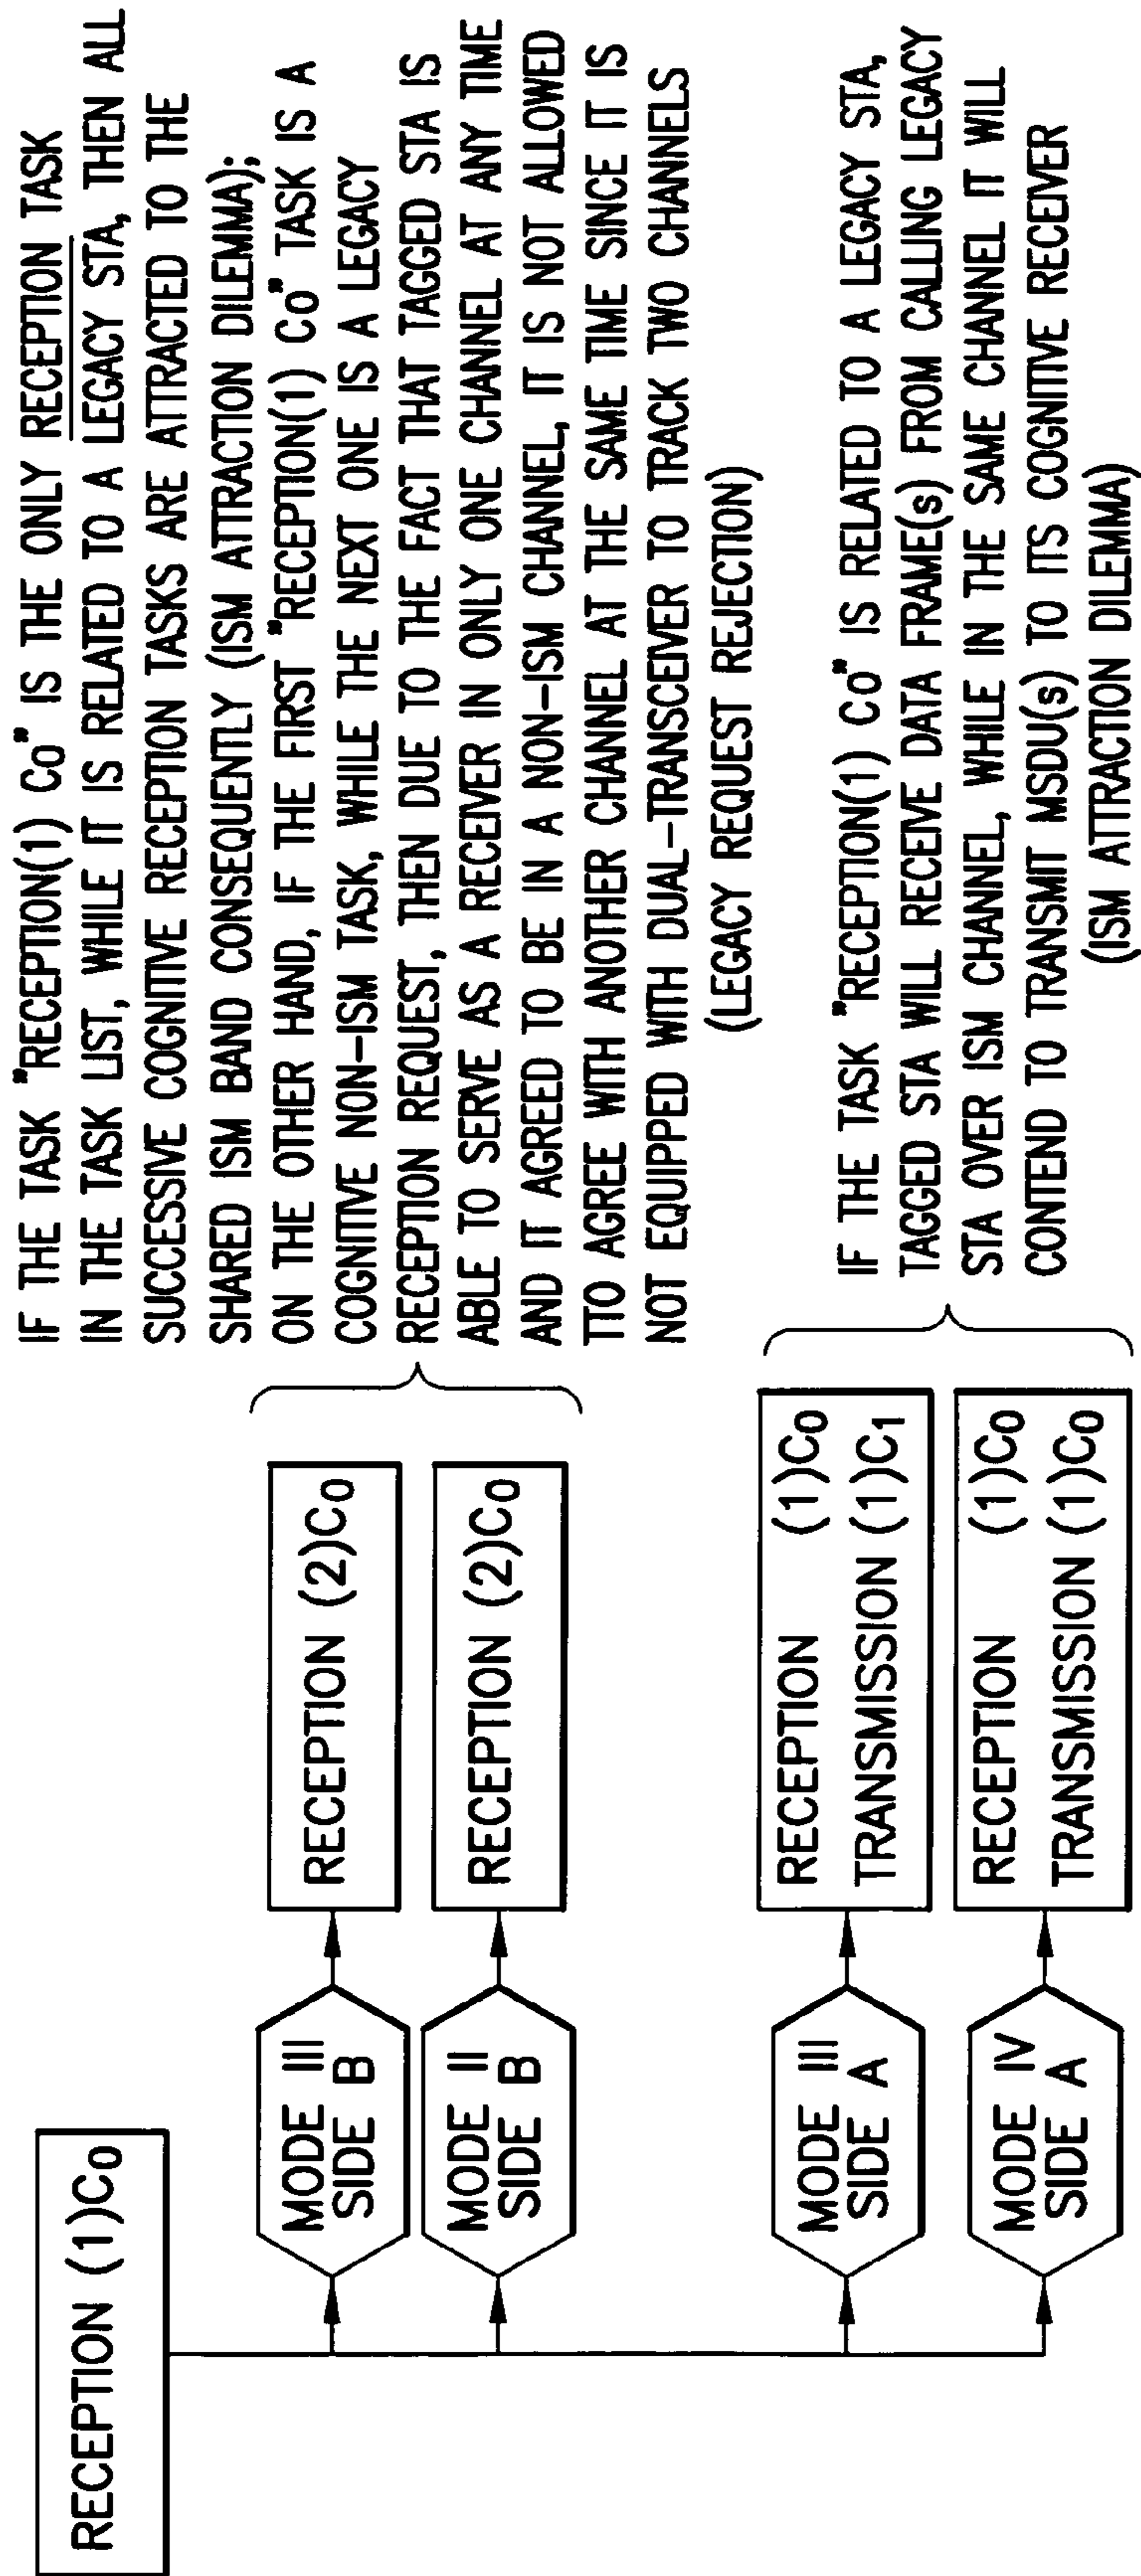 RECEPTION (1)C0
MODE III
SIDE B
RECEPTION (2)C0
MODE II
SIDE B
RECEPTION (2)C0
IF THE TASK "RECEPTION(1) Co" IS THE ONLY RECEPTION TASK
IN THE TASK LIST, WHILE IT IS RELATED TO A LEGACY STA, THEN ALL
SUCCESSIVE COGNITIVE RECEPTION TASKS ARE ATTRACTED TO THE
SHARED ISM BAND CONSEQUENTLY (ISM ATTRACTION DILEMMA);
ON THE OTHER HAND, IF THE FIRST "RECEPTION(1) Co" TASK IS A
COGNITIVE NON-ISM TASK, WHILE THE NEXT ONE IS A LEGACY
RECEPTION REQUEST, THEN DUE TO THE FACT THAT TAGGED STA IS
ABLE TO SERVE AS A RECEIVER IN ONLY ONE CHANNEL AT ANY TIME
AND IT AGREED TO BE IN A NON-ISM CHANNEL, IT IS NOT ALLOWED
TTO AGREE WITH ANOTHER CHANNEL AT THE SAME TIME SINCE IT IS
NOT EQUIPPED WITH DUAL-TRANSCEIVER TO TRACK TWO CHANNELS
(LEGACY REQUEST REJECTION)
MODE III
SIDE A
RECEPTION (1)C0
TRANSMISSION (1)C1
MODE IV
SIDE A
RECEPTION (1)C0
TRANSMISSION (1)C0
IF THE TASK "RECEPTION(1) Co" IS RELATED TO A LEGACY STA,
TAGGED STA WILL RECEIVE DATA FRAME(s) FROM CALLING LEGACY
STA OVER ISM CHANNEL, WHILE IN THE SAME CHANNEL IT WILL
CONTEND TO TRANSMIT MSDU(s) TO ITS COGNITIVE RECEIVER
(ISM ATTRACTION DILEMMA)